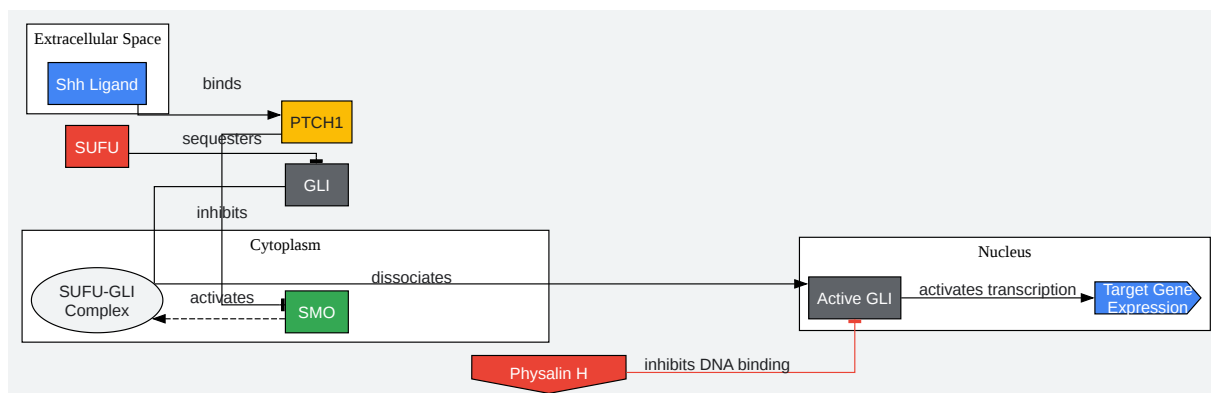 Extracellular Space
Shh Ligand
binds
PTCH1
sequesters
SUFU
GLI
inhibits
Cytoplasm
dissociates
SUFU-GLI
Complex
activates
SMO
Nucleus
Active GLI
activates transcription
Target Gene
Expression
Physalin H
inhibits DNA binding